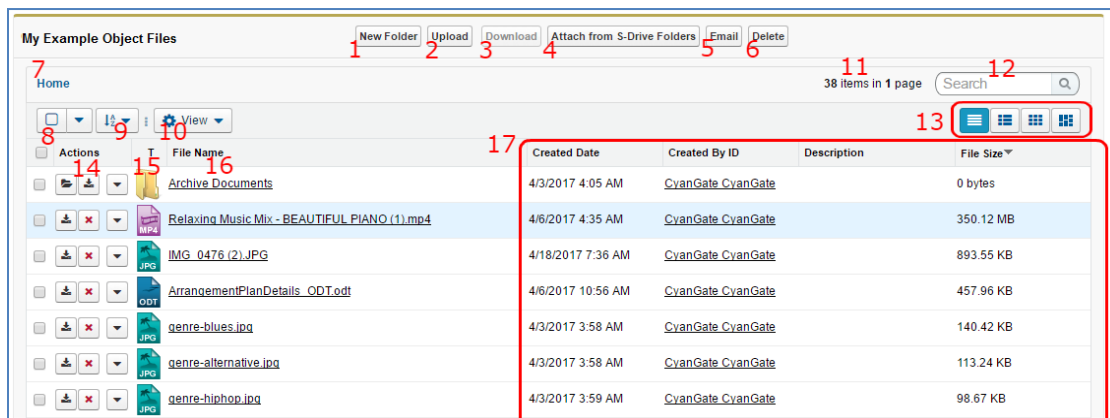 My Example Object Files New Folder Upload Download Attach from S-Drive Folders Email Delete
1 2 3 4 5 6
7 11 12
Home 38 items in 1 page Search
13
View
8 9 10 17
Actions T File Name Created Date Created By ID Description File Size
14 15 16
Archive Documents 4/3/2017 4:05 AM CyanGate CyanGate 0 bytes
MP4 Relaxing Music Mix - BEAUTIFUL PIANO (1).mp4 4/6/2017 4:35 AM CyanGate CyanGate 350.12 MB
JPG IMG_0476 (2).JPG 4/18/2017 7:36 AM CyanGate CyanGate 893.55 KB
ODT ArrangementPlanDetails_ODT.odt 4/6/2017 10:56 AM CyanGate CyanGate 457.96 KB
JPG genre-blues.jpg 4/3/2017 3:58 AM CyanGate CyanGate 140.42 KB
JPG genre-alternative.jpg 4/3/2017 3:58 AM CyanGate CyanGate 113.24 KB
JPG genre-hiphop.jpg 4/3/2017 3:59 AM CyanGate CyanGate 98.67 KB